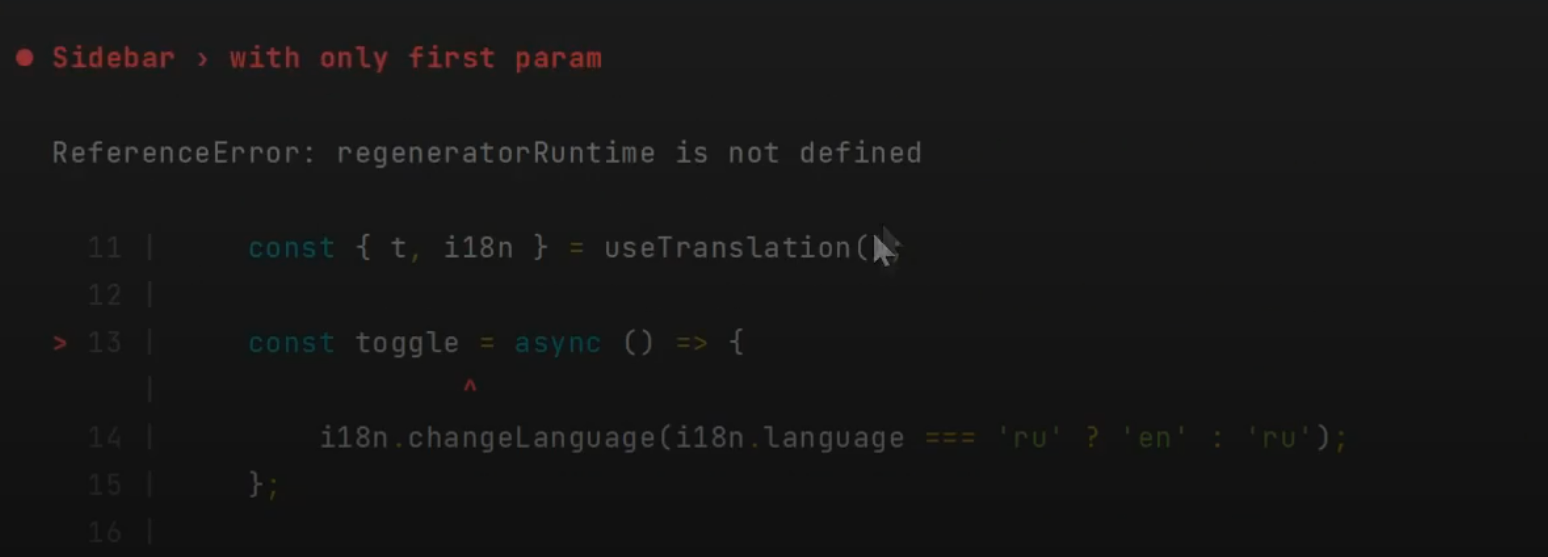 ● Sidebar › with only first param
ReferenceError: regeneratorRuntime is not defined
11 |     const { t, i18n } = useTranslation();
12 |
> 13 |     const toggle = async () => {
|                  ^
14 |         i18n.changeLanguage(i18n.language === 'ru' ? 'en' : 'ru');
15 |     };
16 |